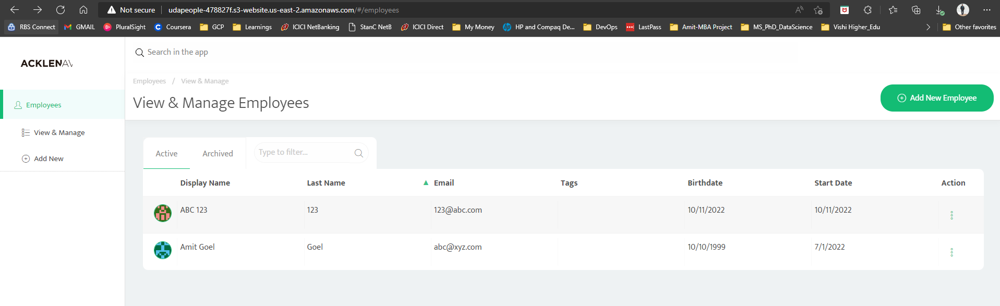 Not secure udapeople-478827f.s3-website.us-east-2.amazonaws.com/#/employees
RBS Connect GMAIL PluralSight Coursera GCP Learnings ICICI NetBanking StanC NetB ICICI Direct My Money HP and Compaq De... DevOps LastPass Amit-MBA Project MS_PhD_DataScience Vishi Higher_Edu Other favorites
Search in the app
ACKLENAV
Employees / View & Manage
View & Manage Employees
Add New Employee
Employees
View & Manage
Add New
Active Archived Type to filter...
Display Name Last Name Email Tags Birthdate Start Date Action
ABC 123 123 123@abc.com 10/11/2022 10/11/2022
Amit Goel Goel abc@xyz.com 10/10/1999 7/1/2022